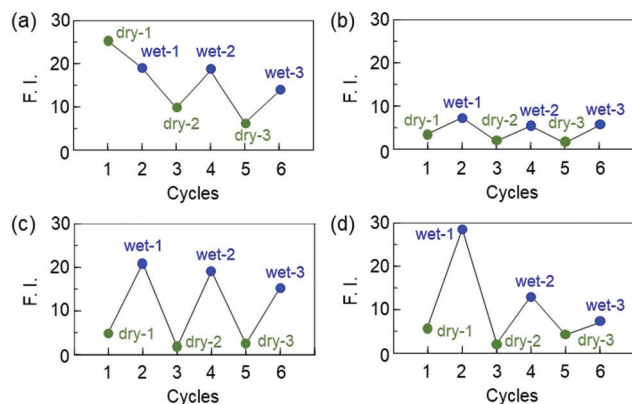 (a)
30
20
10
0
F. I.
dry-1
wet-1
dry-2
wet-2
dry-3
wet-3
1 2 3 4 5 6
Cycles
(b)
30
20
10
0
F. I.
dry-1
wet-1
dry-2
wet-2
dry-3
wet-3
1 2 3 4 5 6
Cycles
(c)
30
20
10
0
F. I.
dry-1
wet-1
dry-2
wet-2
dry-3
wet-3
1 2 3 4 5 6
Cycles
(d)
30
20
10
0
F. I.
dry-1
wet-1
dry-2
wet-2
dry-3
wet-3
1 2 3 4 5 6
Cycles